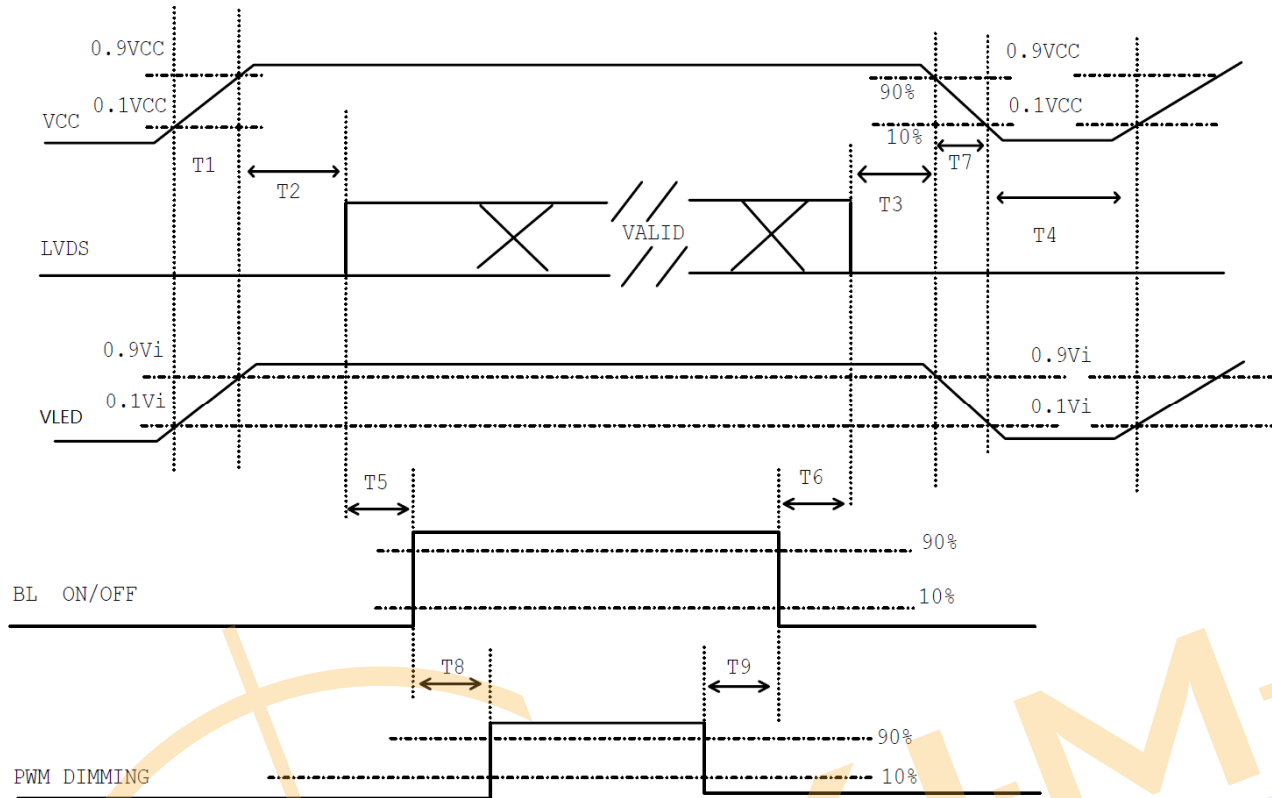 0.9VCC
0.9VCC
90%
0.1VCC
0.1VCC
VCC
10%
T1
T7
T2
T3
VALID
T4
LVDS
0.9Vi
0.9Vi
0.1Vi
0.1Vi
VLED
T5
T6
90%
BL ON/OFF
10%
T8
T9
90%
PWM DIMMING
10%